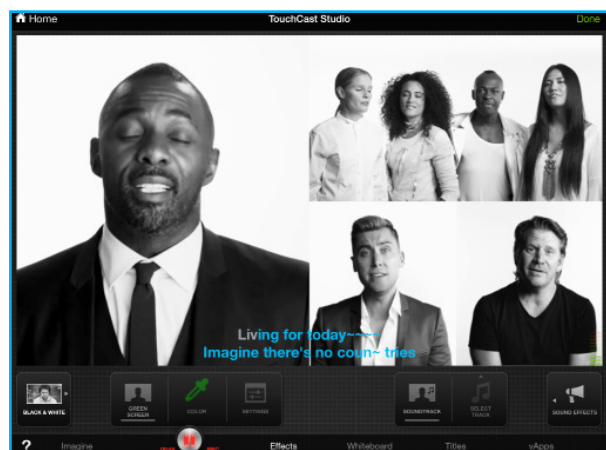 Home
TouchCast Studio
Done
Living for today~~~~
Imagine there's no coun~ tries
BLACK & WHITE
GREEN SCREEN
COLOR
SETTINGS
SOUNDTRACK
SELECT TRACK
SOUND EFFECTS
?
Imagine
Effects
Whiteboard
Titles
vApps